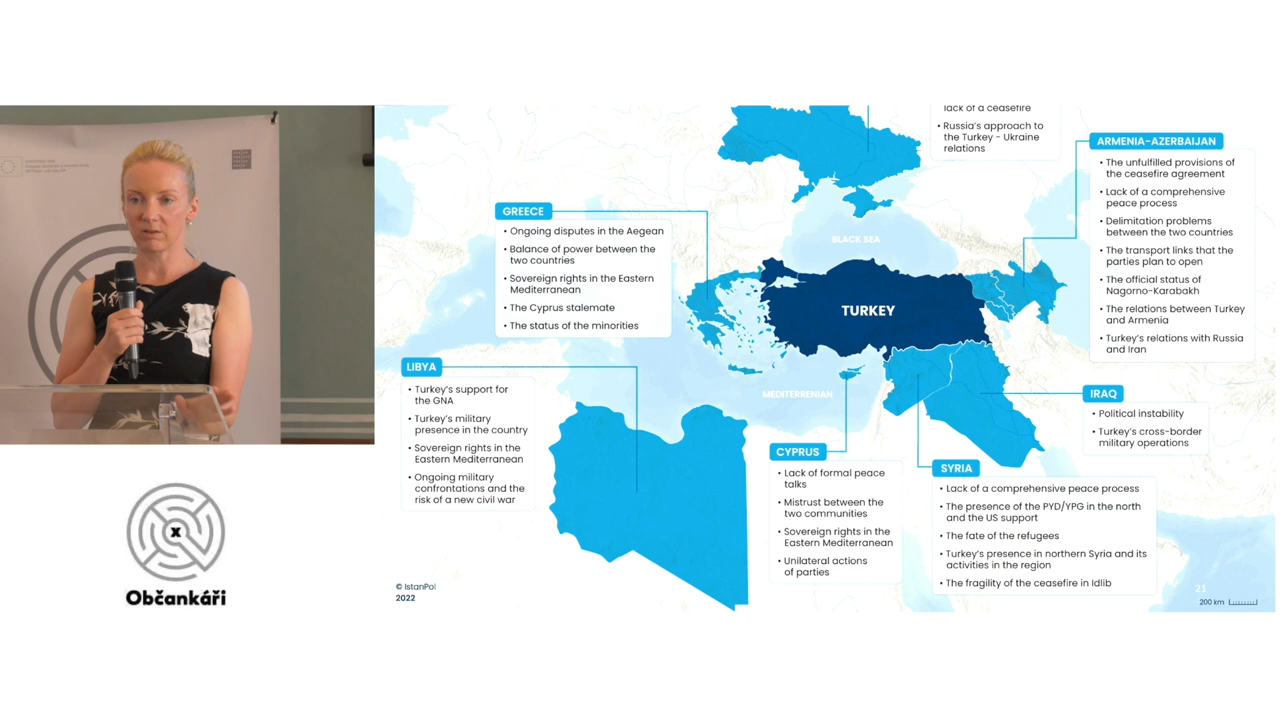 lack of a ceasefire
• Russia's approach to
the Turkey - Ukraine
relations
ARMENIA-AZERBAIJAN
• The unfulfilled provisions of
the ceasefire agreement
• Lack of a comprehensive
peace process
• Delimitation problems
between the two countries
• The transport links that the
parties plan to open
• The official status of
Nagorno-Karabakh
• The relations between Turkey
and Armenia
• Turkey's relations with Russia
and Iran
GREECE
• Ongoing disputes in the Aegean
• Balance of power between the
two countries
• Sovereign rights in the Eastern
Mediterranean
• The Cyprus stalemate
• The status of the minorities
BLACK SEA
TURKEY
MEDITERRENIAN
LIBYA
• Turkey's support for
the GNA
• Turkey's military
presence in the country
• Sovereign rights in the
Eastern Mediterranean
• Ongoing military
confrontations and the
risk of a new civil war
IRAQ
• Political instability
• Turkey's cross-border
military operations
CYPRUS
• Lack of formal peace
talks
• Mistrust between the
two communities
• Sovereign rights in the
Eastern Mediterranean
• Unilateral actions
of parties
SYRIA
• Lack of a comprehensive peace process
• The presence of the PYD/YPG in the north
and the US support
• The fate of the refugees
• Turkey's presence in northern Syria and its
activities in the region
• The fragility of the ceasefire in Idlib
© IstanPol
2022
21
200 km
x
Občankáři